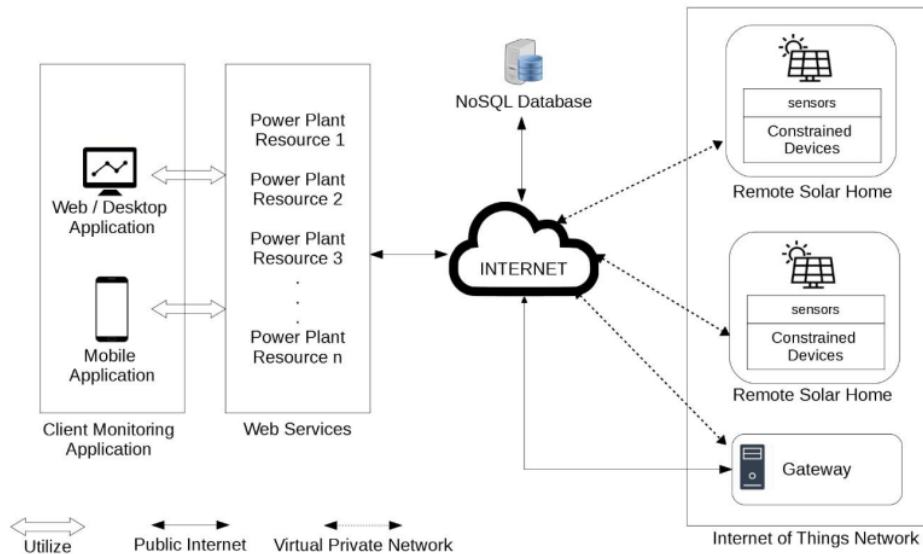 NoSQL Database
Power Plant
Resource 1
Power Plant
Resource 2
Power Plant
Resource 3
.
.
.
Power Plant
Resource n
Web / Desktop
Application
Mobile
Application
Client Monitoring
Application
Web Services
INTERNET
sensors
Constrained
Devices
Remote Solar Home
sensors
Constrained
Devices
Remote Solar Home
Gateway
Internet of Things Network
Utilize
Public Internet
Virtual Private Network